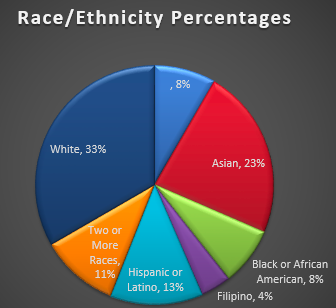 Race/Ethnicity Percentages
, 8%
White, 33%
Asian, 23%
Two or
More
Races,
11%
Hispanic or
Latino, 13%
Black or African
American, 8%
Filipino, 4%